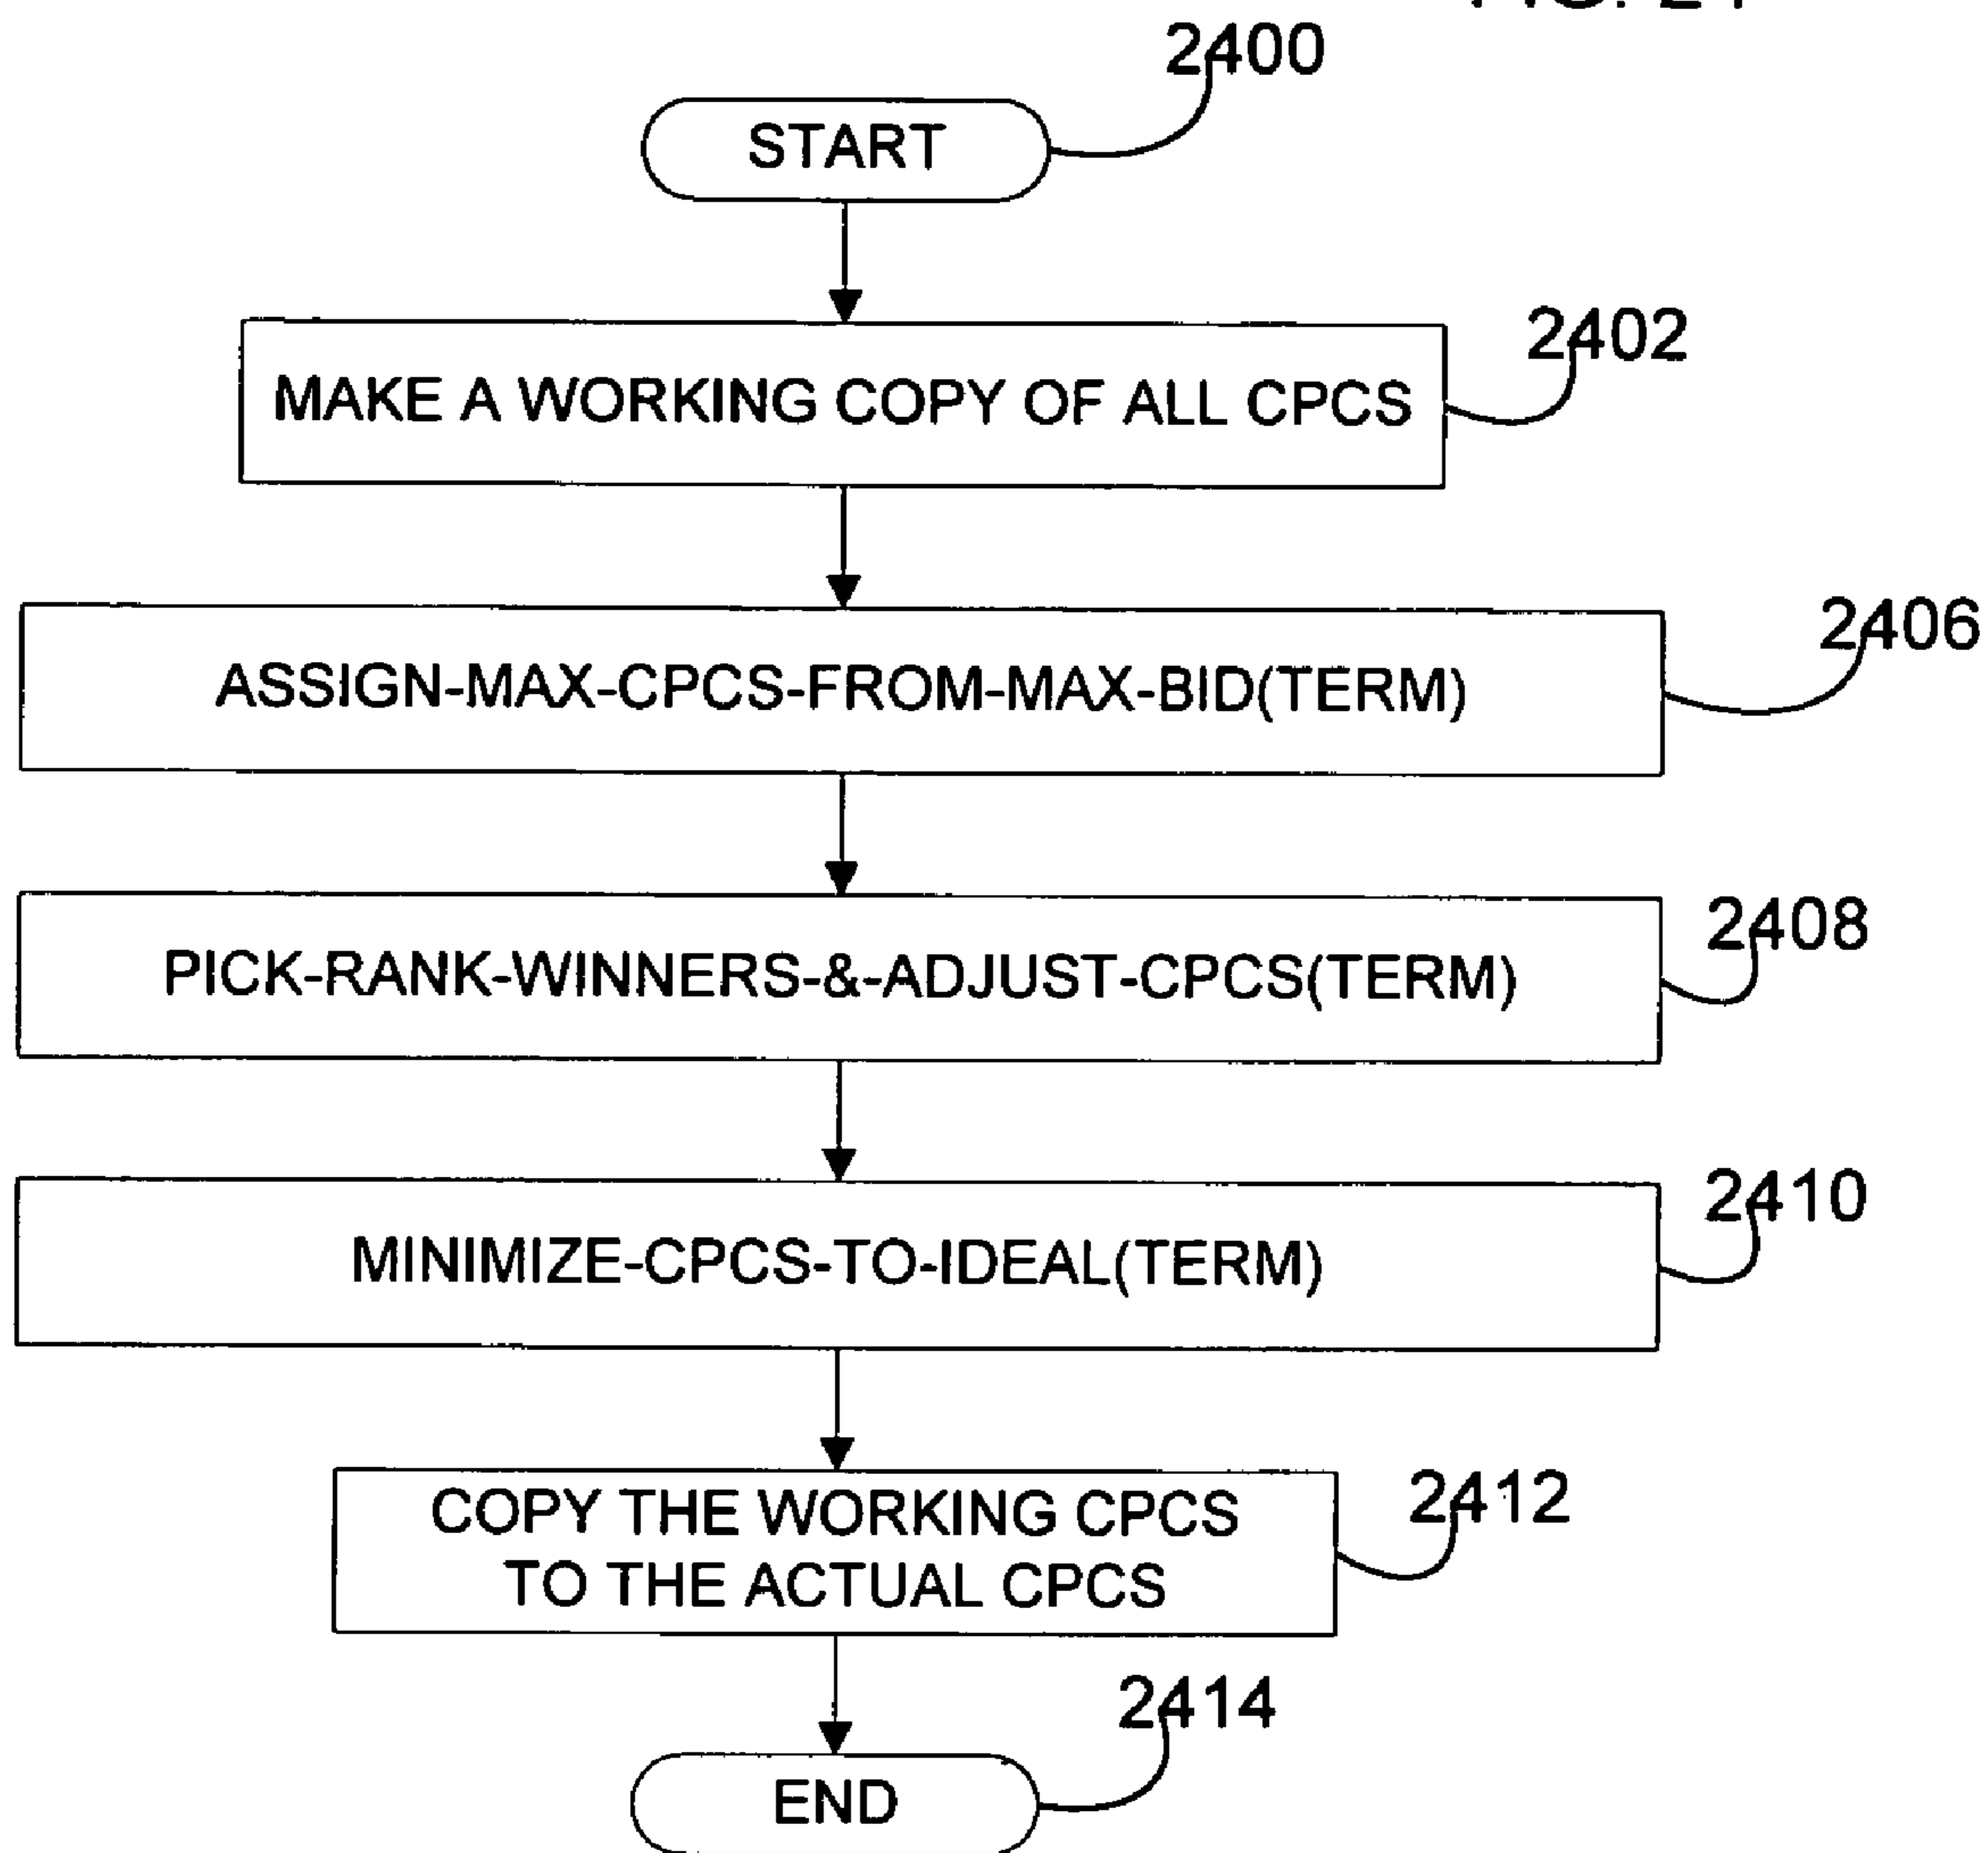 2400
START
2402
MAKE A WORKING COPY OF ALL CPCS
2406
ASSIGN-MAX-CPCS-FROM-MAX-BID(TERM)
2408
PICK-RANK-WINNERS-&-ADJUST-CPCS(TERM)
2410
MINIMIZE-CPCS-TO-IDEAL(TERM)
2412
COPY THE WORKING CPCS
TO THE ACTUAL CPCS
2414
END